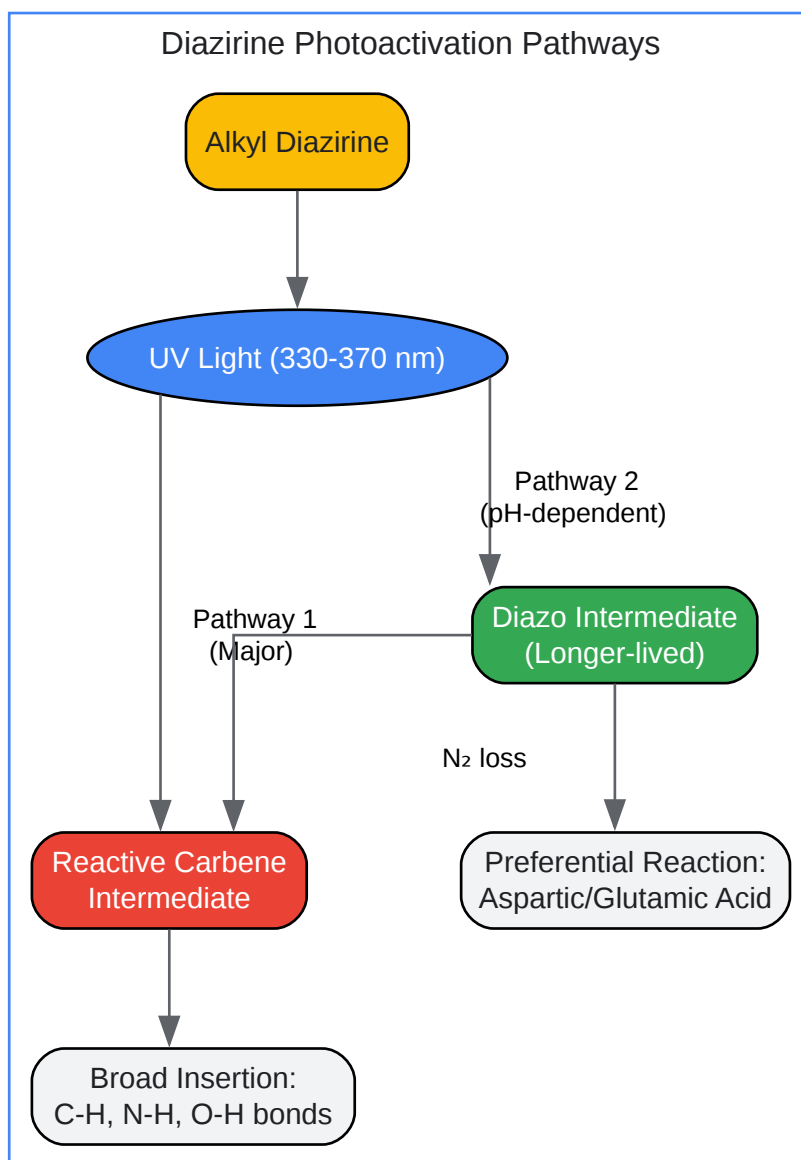 Diazirine Photoactivation Pathways
Alkyl Diazirine
UV Light (330-370 nm)
Pathway 2
(pH-dependent)
Diazo Intermediate
(Longer-lived)
Pathway 1
(Major)
N₂ loss
Reactive Carbene
Intermediate
Preferential Reaction:
Aspartic/Glutamic Acid
Broad Insertion:
C-H, N-H, O-H bonds